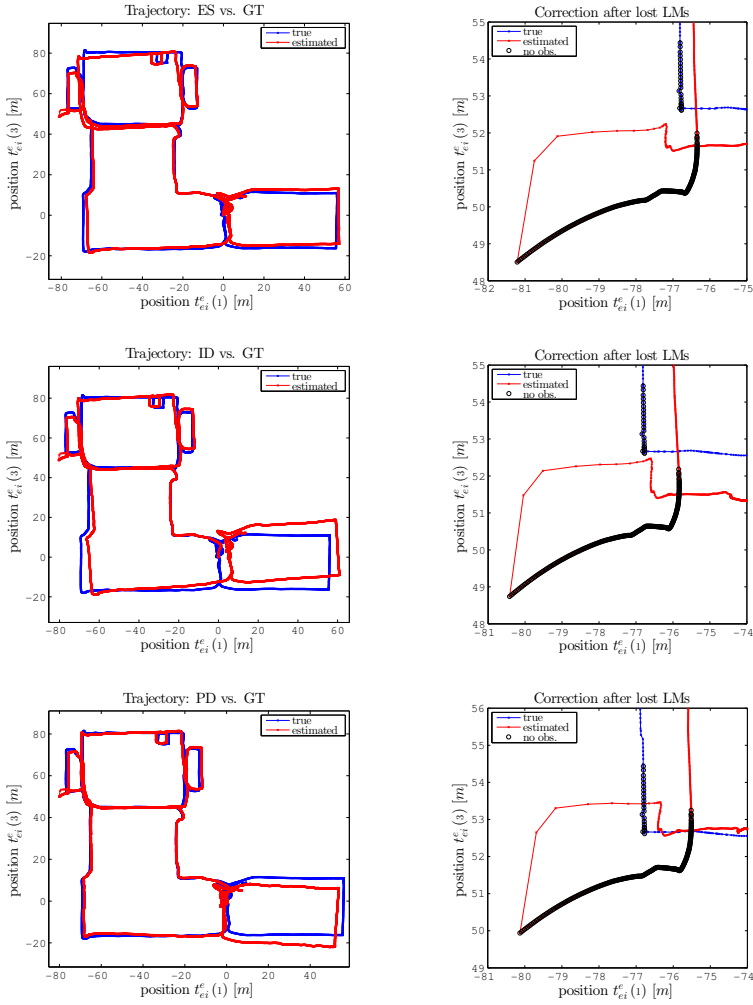 Trajectory: ES vs. GT
true
estimated
80
60
40
20
0
−20
−80 −60 −40 −20 0 20 40 60
position t^e_{ei}(3) [m]
position t^e_{ei}(1) [m]
Correction after lost LMs
true
estimated
no obs.
55
54
53
52
51
50
49
48
−82 −81 −80 −79 −78 −77 −76 −75
position t^e_{ei}(3) [m]
position t^e_{ei}(1) [m]
Trajectory: ID vs. GT
true
estimated
80
60
40
20
0
−20
−80 −60 −40 −20 0 20 40 60
position t^e_{ei}(3) [m]
position t^e_{ei}(1) [m]
Correction after lost LMs
true
estimated
no obs.
55
54
53
52
51
50
49
48
−81 −80 −79 −78 −77 −76 −75 −74
position t^e_{ei}(3) [m]
position t^e_{ei}(1) [m]
Trajectory: PD vs. GT
true
estimated
80
60
40
20
0
−20
−80 −60 −40 −20 0 20 40
position t^e_{ei}(3) [m]
position t^e_{ei}(1) [m]
Correction after lost LMs
true
estimated
no obs.
56
55
54
53
52
51
50
49
−81 −80 −79 −78 −77 −76 −75 −74
position t^e_{ei}(3) [m]
position t^e_{ei}(1) [m]